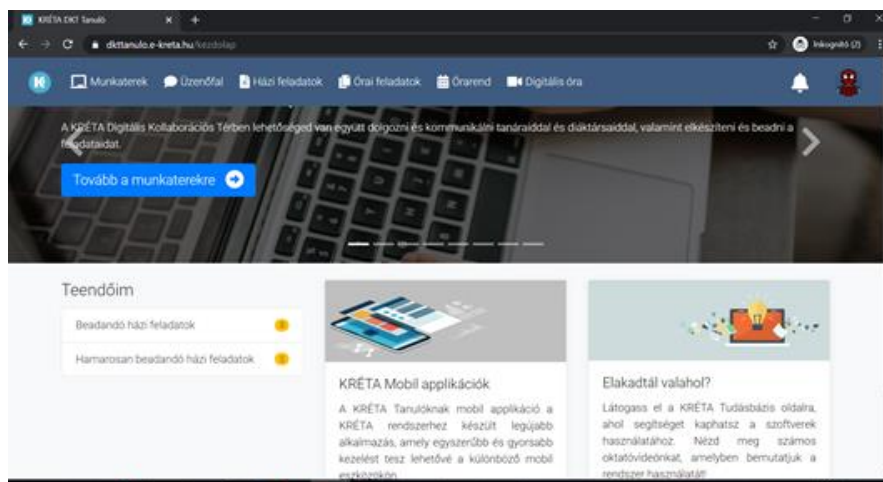 KRÉTA DKT Tanuló
dkttanulo.e-kreta.hu/kezdolap
Inkognitó (2)
Munkaterek Üzenőfal Házi feladatok Órai feladatok Órarend Digitális óra
A KRÉTA Digitális Kollaborációs Térben lehetőséged van együtt dolgozni és kommunikálni tanáraiddal és diáktársaiddal, valamint elkészíteni és beadni a
feladataidat.
Tovább a munkaterekre
Teendőim
Beadandó házi feladatok
Hamarosan beadandó házi feladatok
KRÉTA Mobil applikációk
A KRÉTA Tanulóknak mobil applikáció a
KRÉTA rendszerhez készült legújabb
alkalmazás, amely egyszerűbb és gyorsabb
kezelést tesz lehetővé a különböző mobil
eszközökön.
Elakadtál valahol?
Látogass el a KRÉTA Tudásbázis oldalra,
ahol segítséget kaphatsz a szoftverek
használatához. Nézd meg számos
oktatóvideónkat, amelyben bemutatjuk a
rendszer használatát!